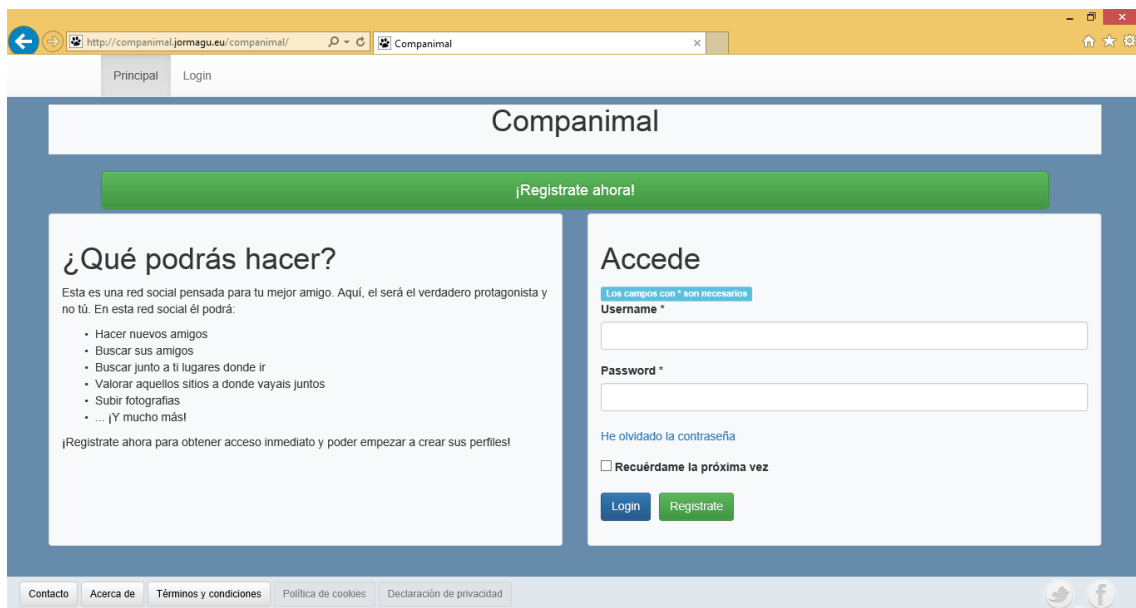 http://companimal.jormagu.eu/companimal/
Companimal
Principal Login
Companimal
¡Registrate ahora!
¿Qué podrás hacer?
Esta es una red social pensada para tu mejor amigo. Aquí, el será el verdadero protagonista y
no tú. En esta red social él podrá:
• Hacer nuevos amigos
• Buscar sus amigos
• Buscar junto a ti lugares donde ir
• Valorar aquellos sitios a donde vayais juntos
• Subir fotografias
• ... ¡Y mucho más!
¡Registrate ahora para obtener acceso inmediato y poder empezar a crear sus perfiles!
Accede
Los campos con * son necesarios
Username *
Password *
He olvidado la contraseña
Recuérdame la próxima vez
Login Registrate
Contacto Acerca de Términos y condiciones Política de cookies Declaración de privacidad